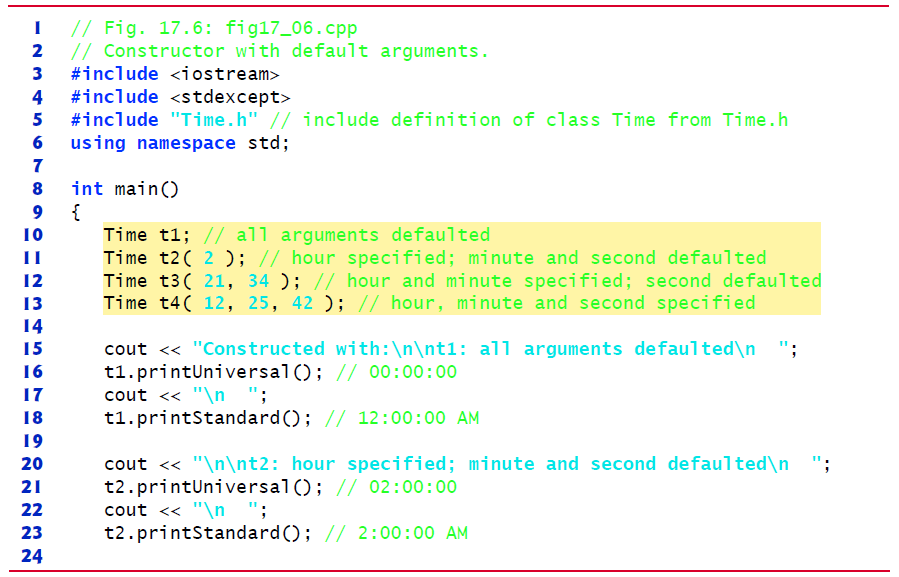 1 // Fig. 17.6: fig17_06.cpp
2 // Constructor with default arguments.
3 #include <iostream>
4 #include <stdexcept>
5 #include "Time.h" // include definition of class Time from Time.h
6 using namespace std;
7
8 int main()
9 {
10 Time t1; // all arguments defaulted
11 Time t2( 2 ); // hour specified; minute and second defaulted
12 Time t3( 21, 34 ); // hour and minute specified; second defaulted
13 Time t4( 12, 25, 42 ); // hour, minute and second specified
14
15 cout << "Constructed with:\n\nt1: all arguments defaulted\n  ";
16 t1.printUniversal(); // 00:00:00
17 cout << "\n  ";
18 t1.printStandard(); // 12:00:00 AM
19
20 cout << "\n\nt2: hour specified; minute and second defaulted\n  ";
21 t2.printUniversal(); // 02:00:00
22 cout << "\n  ";
23 t2.printStandard(); // 2:00:00 AM
24